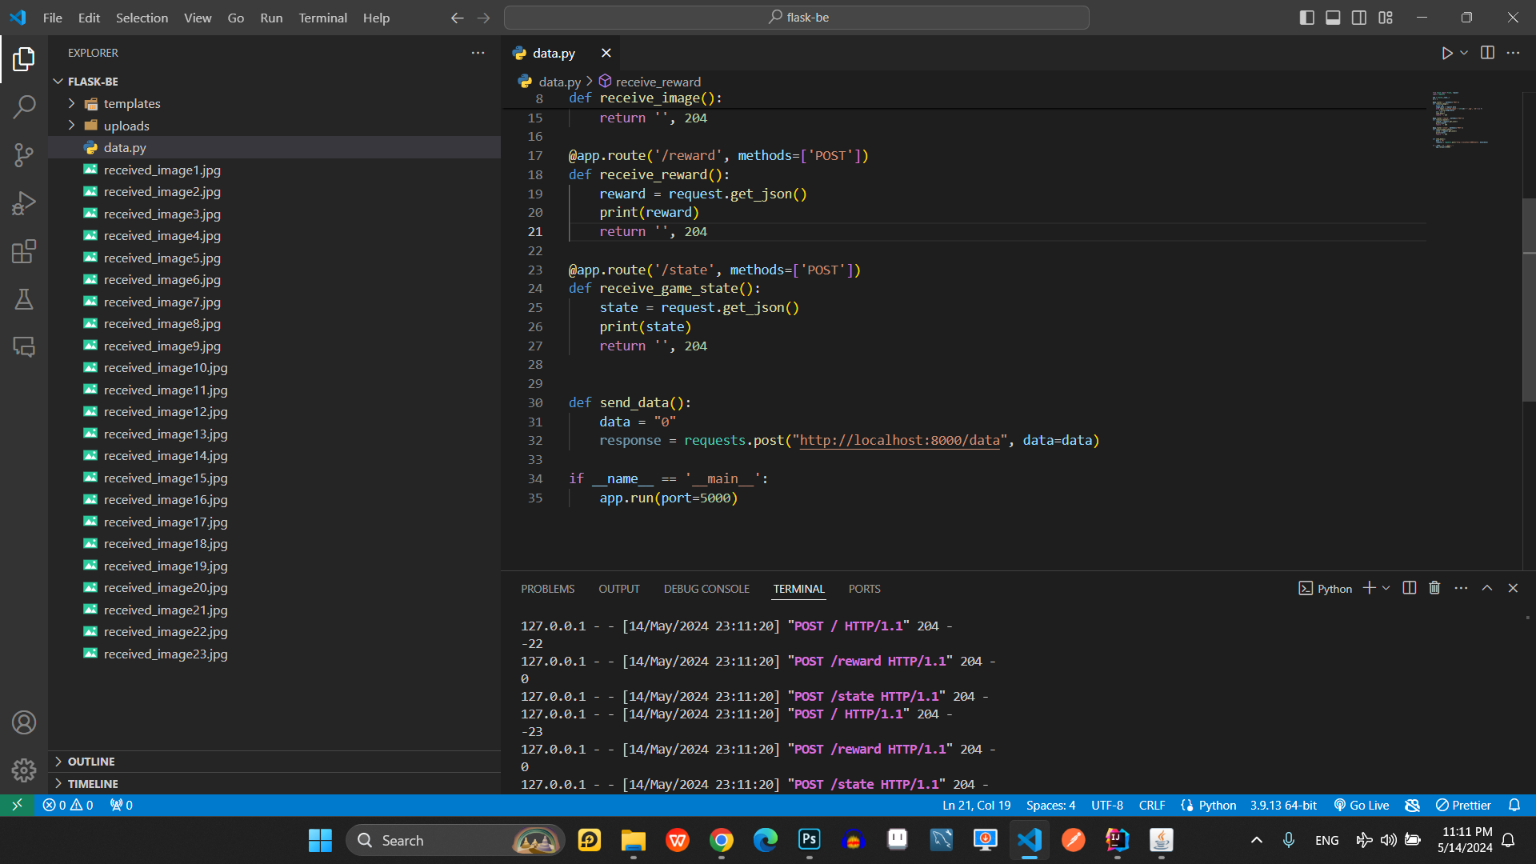 File Edit Selection View Go Run Terminal Help
flask-be
EXPLORER
FLASK-BE
templates
uploads
data.py
received_image1.jpg
received_image2.jpg
received_image3.jpg
received_image4.jpg
received_image5.jpg
received_image6.jpg
received_image7.jpg
received_image8.jpg
received_image9.jpg
received_image10.jpg
received_image11.jpg
received_image12.jpg
received_image13.jpg
received_image14.jpg
received_image15.jpg
received_image16.jpg
received_image17.jpg
received_image18.jpg
received_image19.jpg
received_image20.jpg
received_image21.jpg
received_image22.jpg
received_image23.jpg
OUTLINE
TIMELINE
data.py
data.py > receive_reward
8 def receive_image():
15 return '', 204
16
17 @app.route('/reward', methods=['POST'])
18 def receive_reward():
19 reward = request.get_json()
20 print(reward)
21 return '', 204
22
23 @app.route('/state', methods=['POST'])
24 def receive_game_state():
25 state = request.get_json()
26 print(state)
27 return '', 204
28
29
30 def send_data():
31 data = "0"
32 response = requests.post("http://localhost:8000/data", data=data)
33
34 if __name__ == '__main__':
35 app.run(port=5000)
PROBLEMS OUTPUT DEBUG CONSOLE TERMINAL PORTS
Python
127.0.0.1 - - [14/May/2024 23:11:20] "POST / HTTP/1.1" 204 -
-22
127.0.0.1 - - [14/May/2024 23:11:20] "POST /reward HTTP/1.1" 204 -
0
127.0.0.1 - - [14/May/2024 23:11:20] "POST /state HTTP/1.1" 204 -
127.0.0.1 - - [14/May/2024 23:11:20] "POST / HTTP/1.1" 204 -
-23
127.0.0.1 - - [14/May/2024 23:11:20] "POST /reward HTTP/1.1" 204 -
0
127.0.0.1 - - [14/May/2024 23:11:20] "POST /state HTTP/1.1" 204 -
0 0 0
Ln 21, Col 19 Spaces: 4 UTF-8 CRLF Python 3.9.13 64-bit Go Live Prettier
Search
Ps
ENG
11:11 PM
5/14/2024